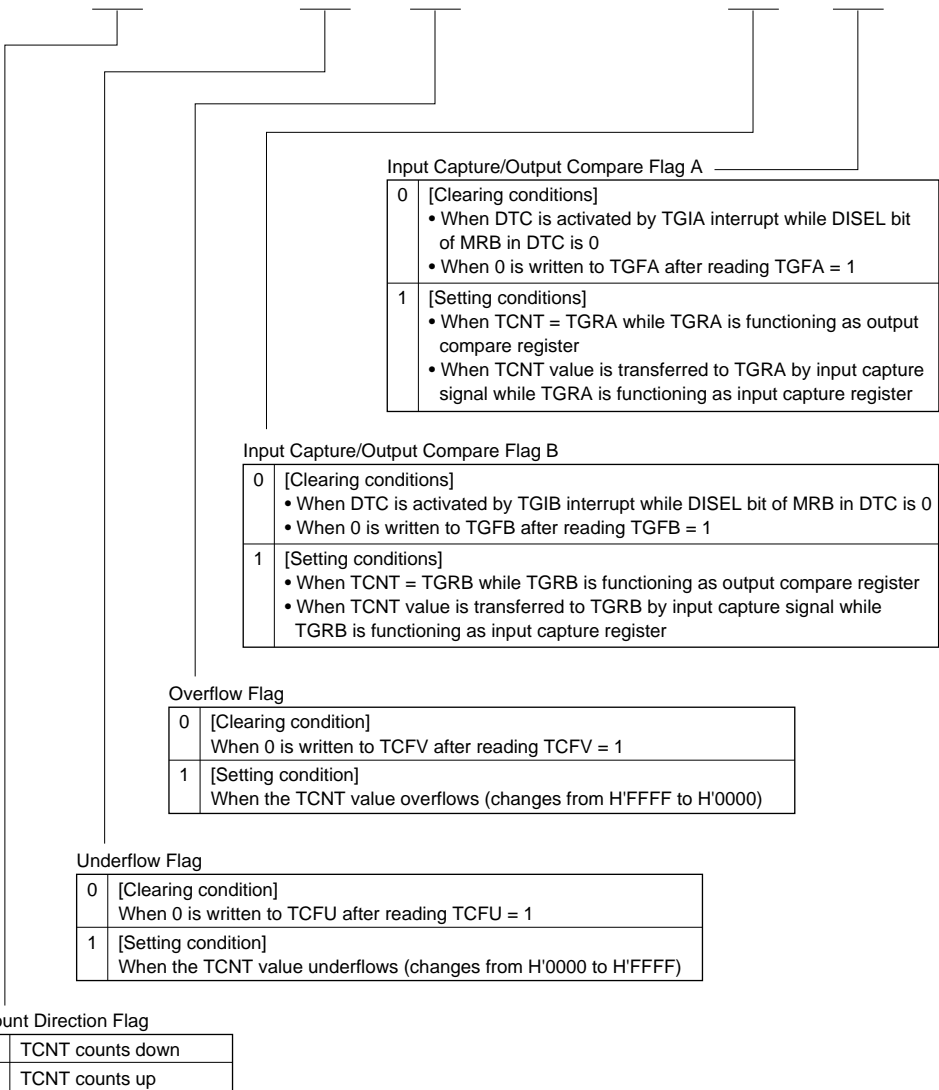 Input Capture/Output Compare Flag A
0 [Clearing conditions]
• When DTC is activated by TGIA interrupt while DISEL bit
of MRB in DTC is 0
• When 0 is written to TGFA after reading TGFA = 1
1 [Setting conditions]
• When TCNT = TGRA while TGRA is functioning as output
compare register
• When TCNT value is transferred to TGRA by input capture
signal while TGRA is functioning as input capture register
Input Capture/Output Compare Flag B
0 [Clearing conditions]
• When DTC is activated by TGIB interrupt while DISEL bit of MRB in DTC is 0
• When 0 is written to TGFB after reading TGFB = 1
1 [Setting conditions]
• When TCNT = TGRB while TGRB is functioning as output compare register
• When TCNT value is transferred to TGRB by input capture signal while
TGRB is functioning as input capture register
Overflow Flag
0 [Clearing condition]
When 0 is written to TCFV after reading TCFV = 1
1 [Setting condition]
When the TCNT value overflows (changes from H'FFFF to H'0000)
Underflow Flag
0 [Clearing condition]
When 0 is written to TCFU after reading TCFU = 1
1 [Setting condition]
When the TCNT value underflows (changes from H'0000 to H'FFFF)
Direction Flag
TCNT counts down
TCNT counts up